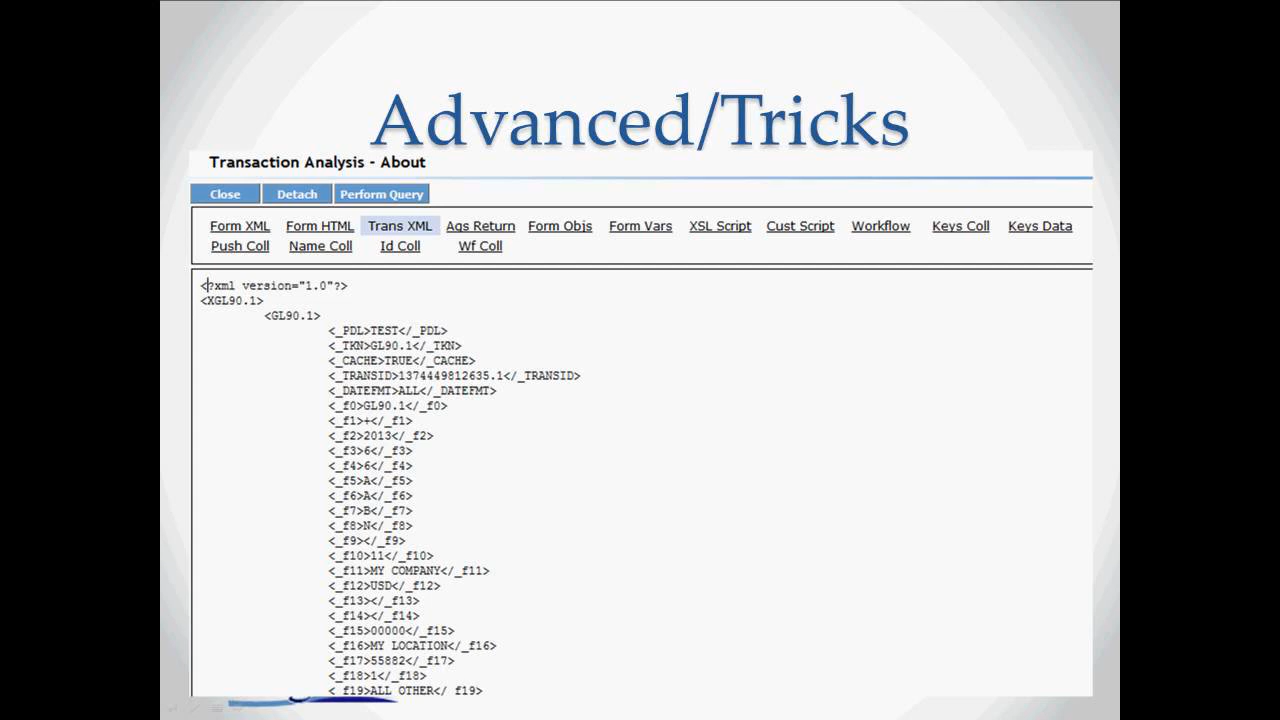 Advanced/Tricks
Transaction Analysis - About
Close Detach Perform Query
Form XML Form HTML Trans XML Ags Return Form Objs Form Vars XSL Script Cust Script Workflow Keys Coll Keys Data
Push Coll Name Coll Id Coll Wf Coll
<?xml version="1.0"?>
<XGL90.1>
<GL90.1>
<_PDL>TEST</_PDL>
<_TKN>GL90.1</_TKN>
<_CACHE>TRUE</_CACHE>
<_TRANSID>1374449812635.1</_TRANSID>
<_DATEFMT>ALL</_DATEFMT>
<_f0>GL90.1</_f0>
<_f1>+</_f1>
<_f2>2013</_f2>
<_f3>6</_f3>
<_f4>6</_f4>
<_f5>A</_f5>
<_f6>A</_f6>
<_f7>B</_f7>
<_f8>N</_f8>
<_f9></_f9>
<_f10>11</_f10>
<_f11>MY COMPANY</_f11>
<_f12>USD</_f12>
<_f13></_f13>
<_f14></_f14>
<_f15>00000</_f15>
<_f16>MY LOCATION</_f16>
<_f17>55882</_f17>
<_f18>1</_f18>
<_f19>ALL OTHER</_f19>